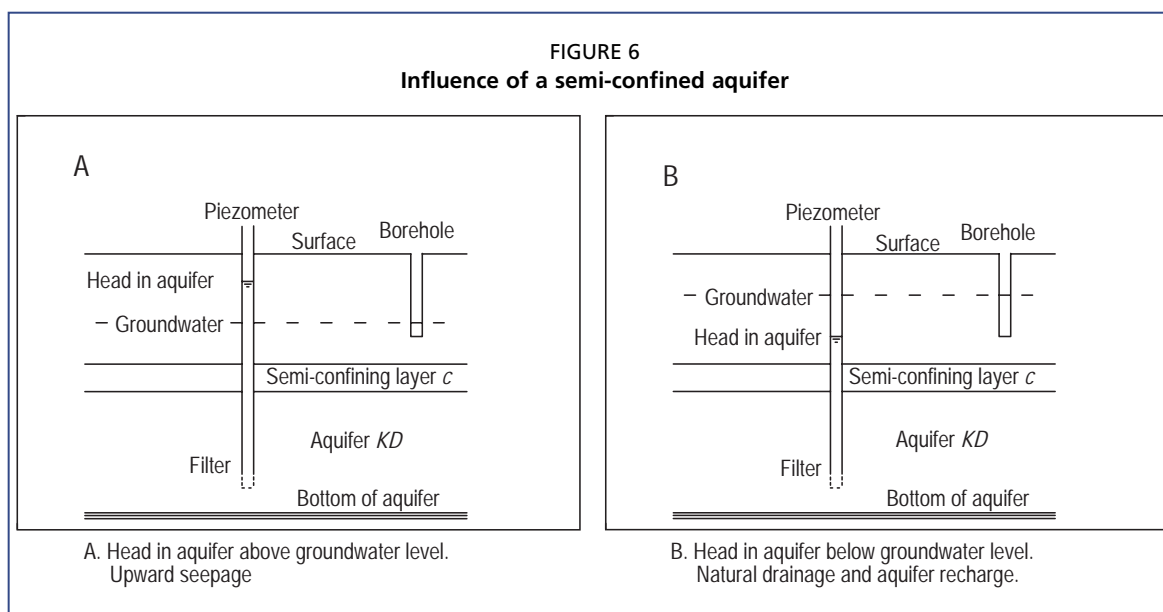 FIGURE 6
Influence of a semi-confined aquifer
A
Piezometer
Surface
Borehole
Head in aquifer
Groundwater
Semi-confining layer c
Aquifer KD
Filter
Bottom of aquifer
A. Head in aquifer above groundwater level.
Upward seepage
B
Piezometer
Surface
Borehole
Groundwater
Head in aquifer
Semi-confining layer c
Aquifer KD
Filter
Bottom of aquifer
B. Head in aquifer below groundwater level.
Natural drainage and aquifer recharge.